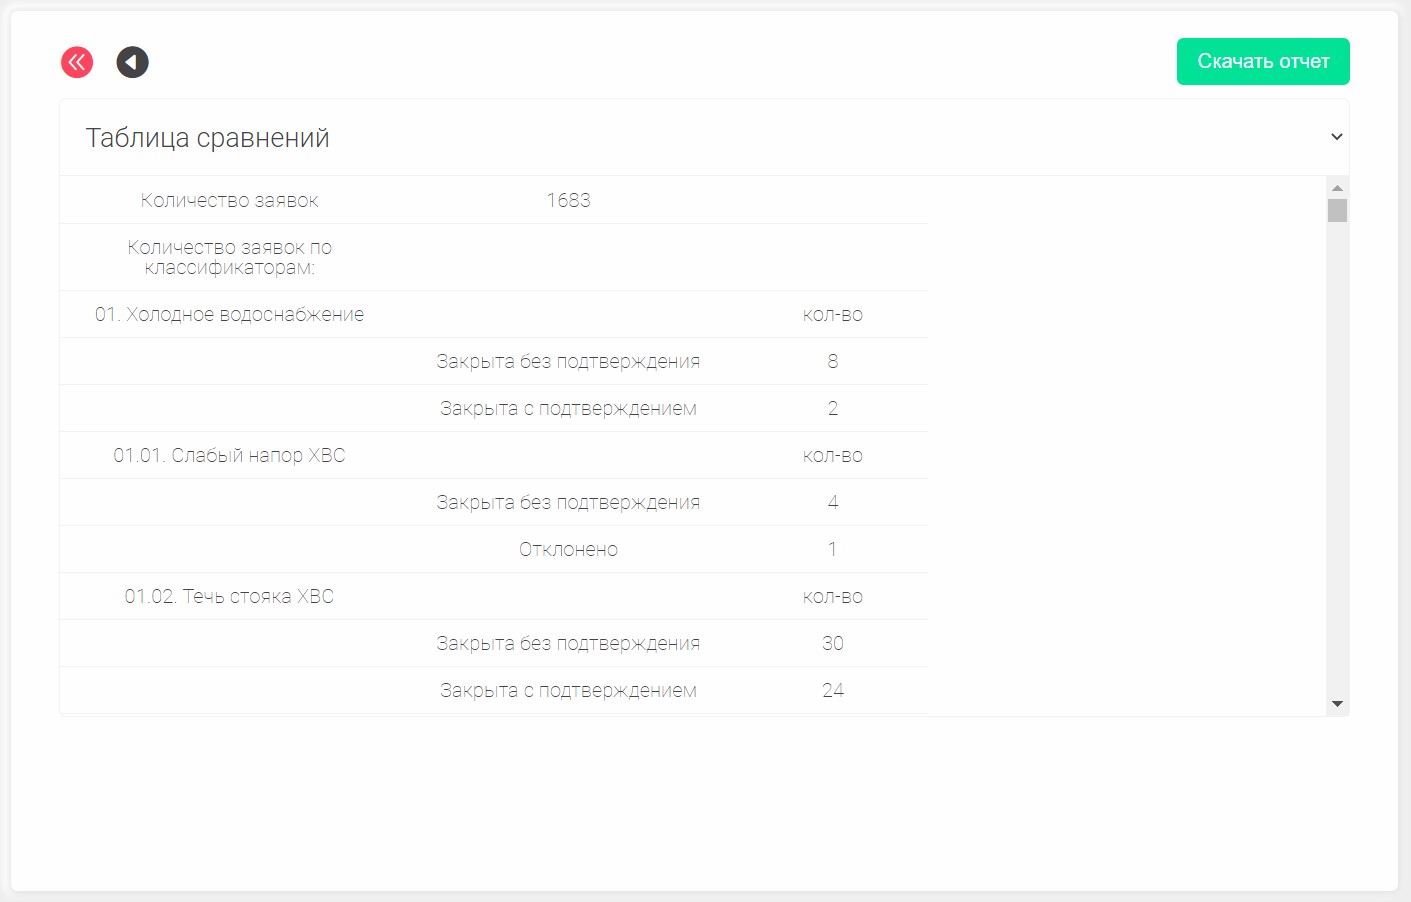 Скачать отчет
Таблица сравнений
Количество заявок 1683
Количество заявок по
классификаторам:
01. Холодное водоснабжение кол-во
Закрыта без подтверждения 8
Закрыта с подтверждением 2
01.01. Слабый напор ХВС кол-во
Закрыта без подтверждения 4
Отклонено 1
01.02. Течь стояка ХВС кол-во
Закрыта без подтверждения 30
Закрыта с подтверждением 24